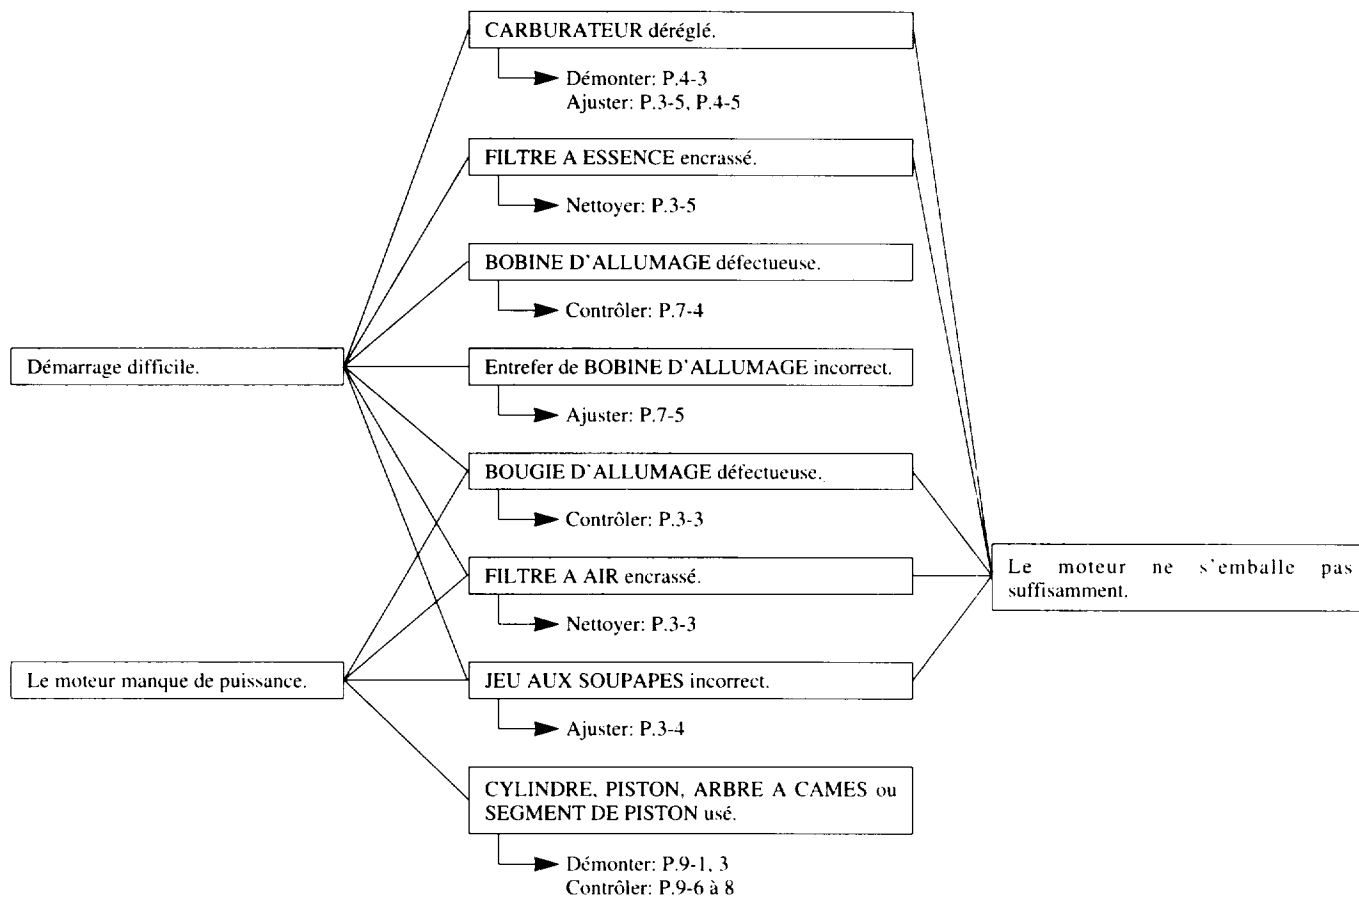 CARBURATEUR déréglé.
Démonter: P.4-3
Ajuster: P.3-5, P.4-5
FILTRE A ESSENCE encrassé.
Nettoyer: P.3-5
BOBINE D'ALLUMAGE défectueuse.
Contrôler: P.7-4
Démarrage difficile.
Entrefer de BOBINE D'ALLUMAGE incorrect.
Ajuster: P.7-5
BOUGIE D'ALLUMAGE défectueuse.
Contrôler: P.3-3
FILTRE A AIR encrassé.
Nettoyer: P.3-3
Le moteur ne s'emballe pas
suffisamment.
Le moteur manque de puissance.
JEU AUX SOUPAPES incorrect.
Ajuster: P.3-4
CYLINDRE, PISTON, ARBRE A CAMES ou
SEGMENT DE PISTON usé.
Démonter: P.9-1, 3
Contrôler: P.9-6 à 8